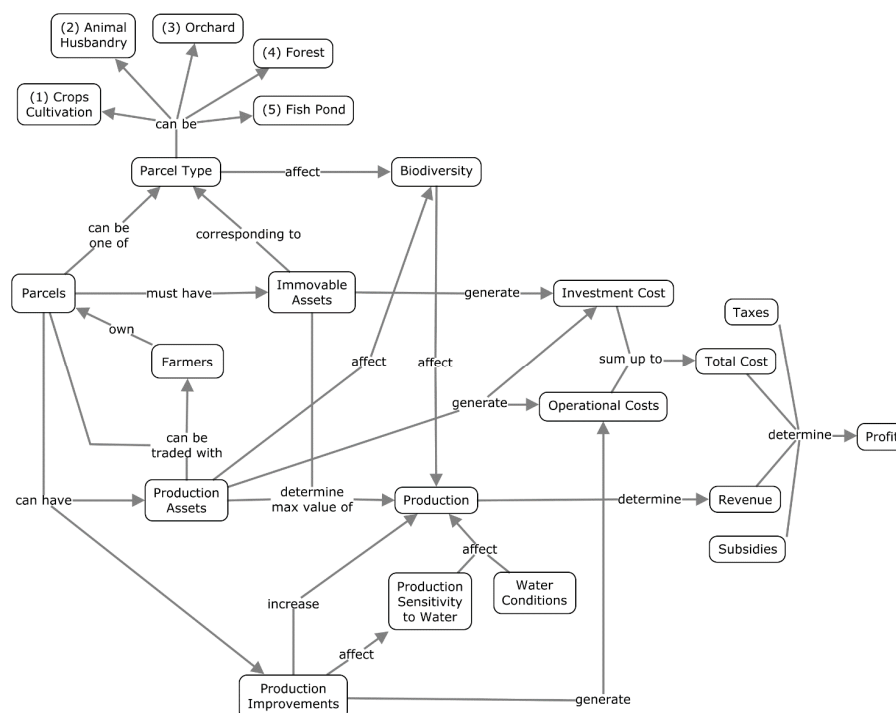 (2) Animal
Husbandry
(3) Orchard
(4) Forest
(1) Crops
Cultivation
(5) Fish Pond
can be
Parcel Type
affect
Biodiversity
can be
one of
corresponding to
Parcels
must have
Immovable
Assets
generate
Investment Cost
Taxes
own
Farmers
affect
affect
sum up to
Total Cost
generate
Operational Costs
can be
traded with
determine
Profit
can have
Production
Assets
determine
max value of
Production
determine
Revenue
affect
Subsidies
Production
Sensitivity
to Water
Water
Conditions
increase
affect
Production
Improvements
generate